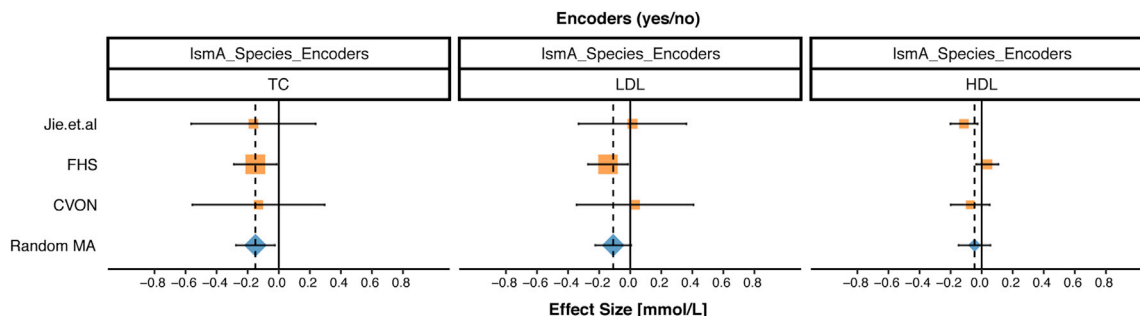 Encoders (yes/no)
IsmA_Species_Encoders IsmA_Species_Encoders IsmA_Species_Encoders
TC LDL HDL
Jie.et.al
FHS
CVON
Random MA
−0.8 −0.6 −0.4 −0.2 0.0 0.2 0.4 0.6 0.8 −0.8 −0.6 −0.4 −0.2 0.0 0.2 0.4 0.6 0.8 −0.8 −0.6 −0.4 −0.2 0.0 0.2 0.4 0.6 0.8
Effect Size [mmol/L]